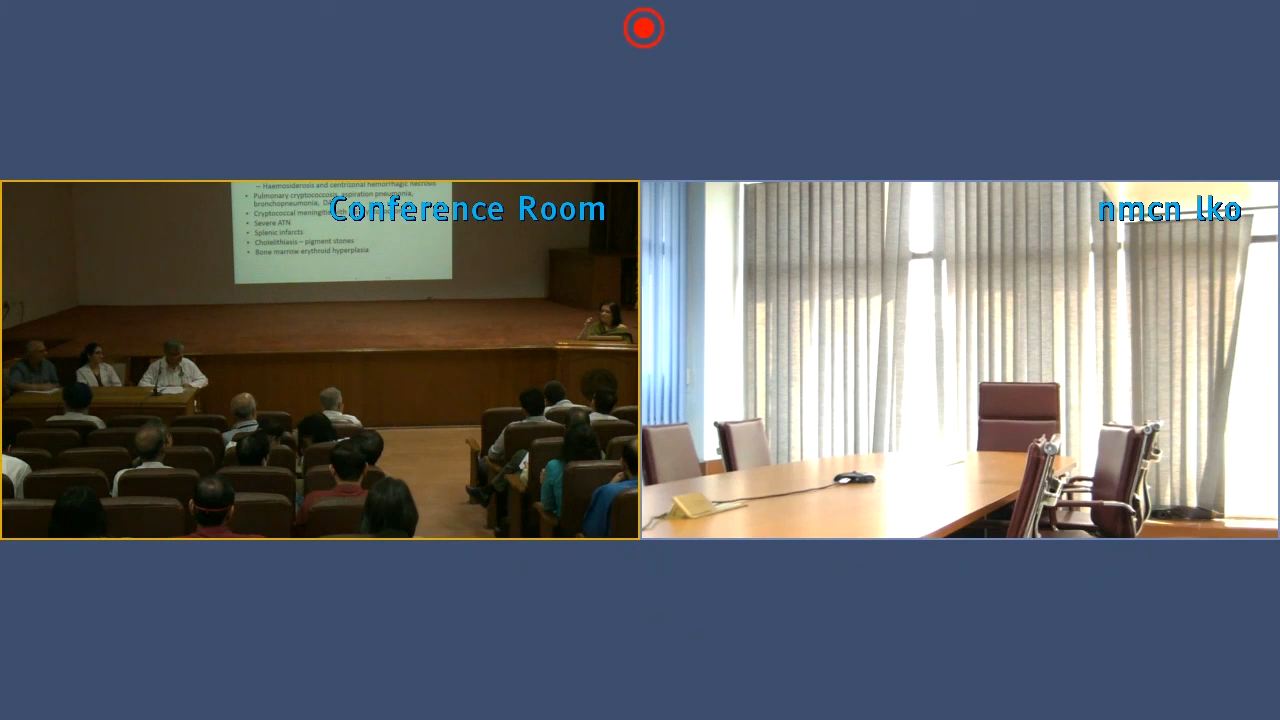 – Haemosiderosis and centrizonal hemorrhagic necrosis
• Pulmonary cryptococcosis, aspiration pneumonia,
bronchopneumonia,
• Cryptococcal meningitis
• Severe ATN
• Splenic infarcts
• Cholelithiasis – pigment stones
• Bone marrow erythroid hyperplasia
Conference Room
nmcn lko